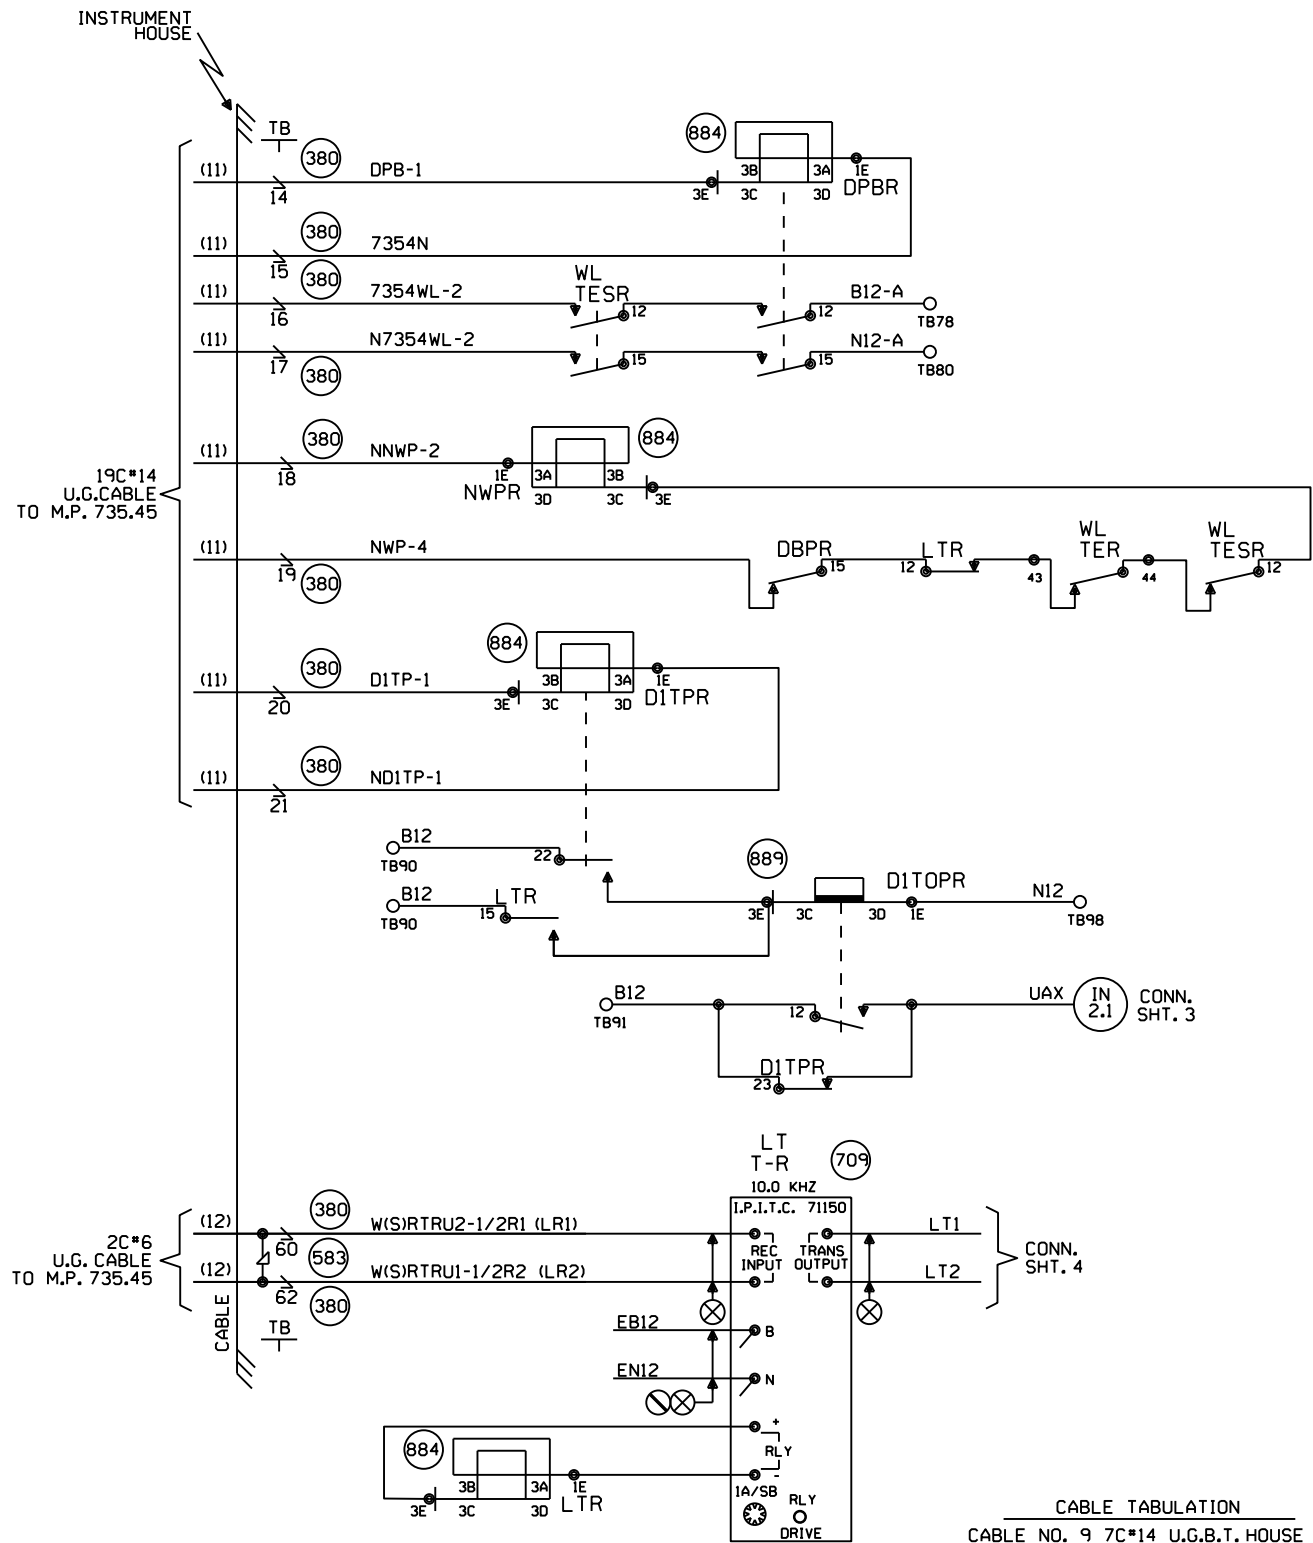 INSTRUMENT
HOUSE
TB
380
884
(11)
DPB-1
14
3B
3A
1E
3E
3C
3D
DPBR
380
(11)
7354N
15
380
WL
TESR
(11)
7354WL-2
16
12
12
B12-A
TB78
(11)
N7354WL-2
17
15
15
N12-A
TB80
380
380
884
(11)
NNWP-2
18
1E
3A
3B
NWPR
3D
3C
3E
19C#14
U.G.CABLE
TO M.P. 735.45
(11)
NWP-4
19
380
DBPR
15
LTR
12
43
WL
TER
44
WL
TESR
12
884
380
(11)
D1TP-1
20
3B
3A
1E
3E
3C
3D
D1TPR
380
(11)
ND1TP-1
21
B12
TB90
22
889
B12
TB90
LTR
15
D1TOPR
3E
3C
3D
1E
N12
TB98
B12
TB91
12
UAX
IN
2.1
CONN.
SHT. 3
D1TPR
23
LT
T-R
709
10.0 KHZ
I.P.I.T.C. 71150
380
(12)
W(S)RTRU2-1/2R1 (LR1)
60
LT1
2C#6
U.G. CABLE
TO M.P. 735.45
583
REC
INPUT
TRANS
OUTPUT
CONN.
SHT. 4
(12)
W(S)RTRU1-1/2R2 (LR2)
62
LT2
380
CABLE
TB
EB12
B
EN12
N
+
RLY
-
884
3B
3A
1E
3E
3C
3D
LTR
1A/SB
RLY
DRIVE
CABLE TABULATION
CABLE NO. 9 7C#14 U.G.B.T. HOUSE